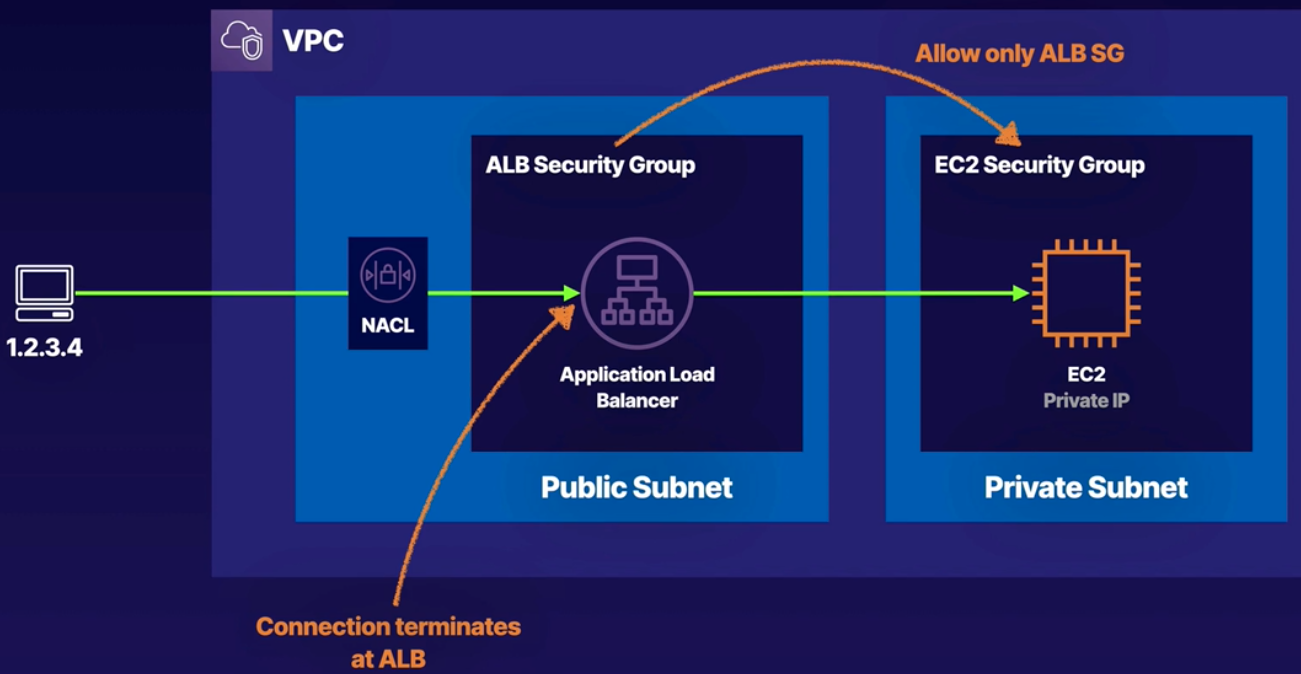 VPC
Allow only ALB SG
ALB Security Group
EC2 Security Group
NACL
1.2.3.4
Application Load
Balancer
EC2
Private IP
Public Subnet
Private Subnet
Connection terminates
at ALB